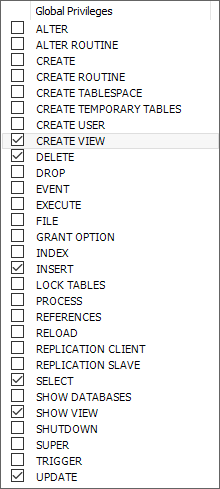 Global Privileges
ALTER
ALTER ROUTINE
CREATE
CREATE ROUTINE
CREATE TABLESPACE
CREATE TEMPORARY TABLES
CREATE USER
CREATE VIEW
DELETE
DROP
EVENT
EXECUTE
FILE
GRANT OPTION
INDEX
INSERT
LOCK TABLES
PROCESS
REFERENCES
RELOAD
REPLICATION CLIENT
REPLICATION SLAVE
SELECT
SHOW DATABASES
SHOW VIEW
SHUTDOWN
SUPER
TRIGGER
UPDATE